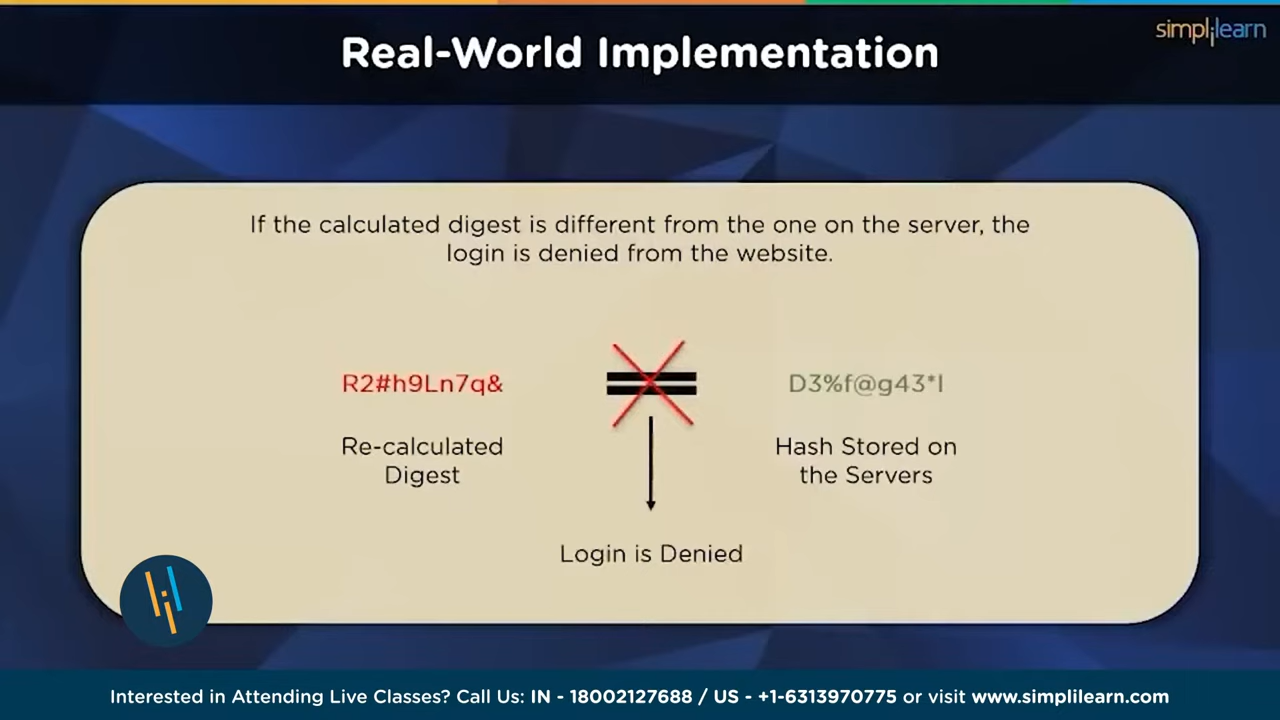 simplilearn
Real-World Implementation
If the calculated digest is different from the one on the server, the
login is denied from the website.
R2#h9Ln7q&
D3%f@g43*l
Re-calculated
Digest
Hash Stored on
the Servers
Login is Denied
Interested in Attending Live Classes? Call Us: IN - 18002127688 / US - +1-6313970775 or visit www.simplilearn.com